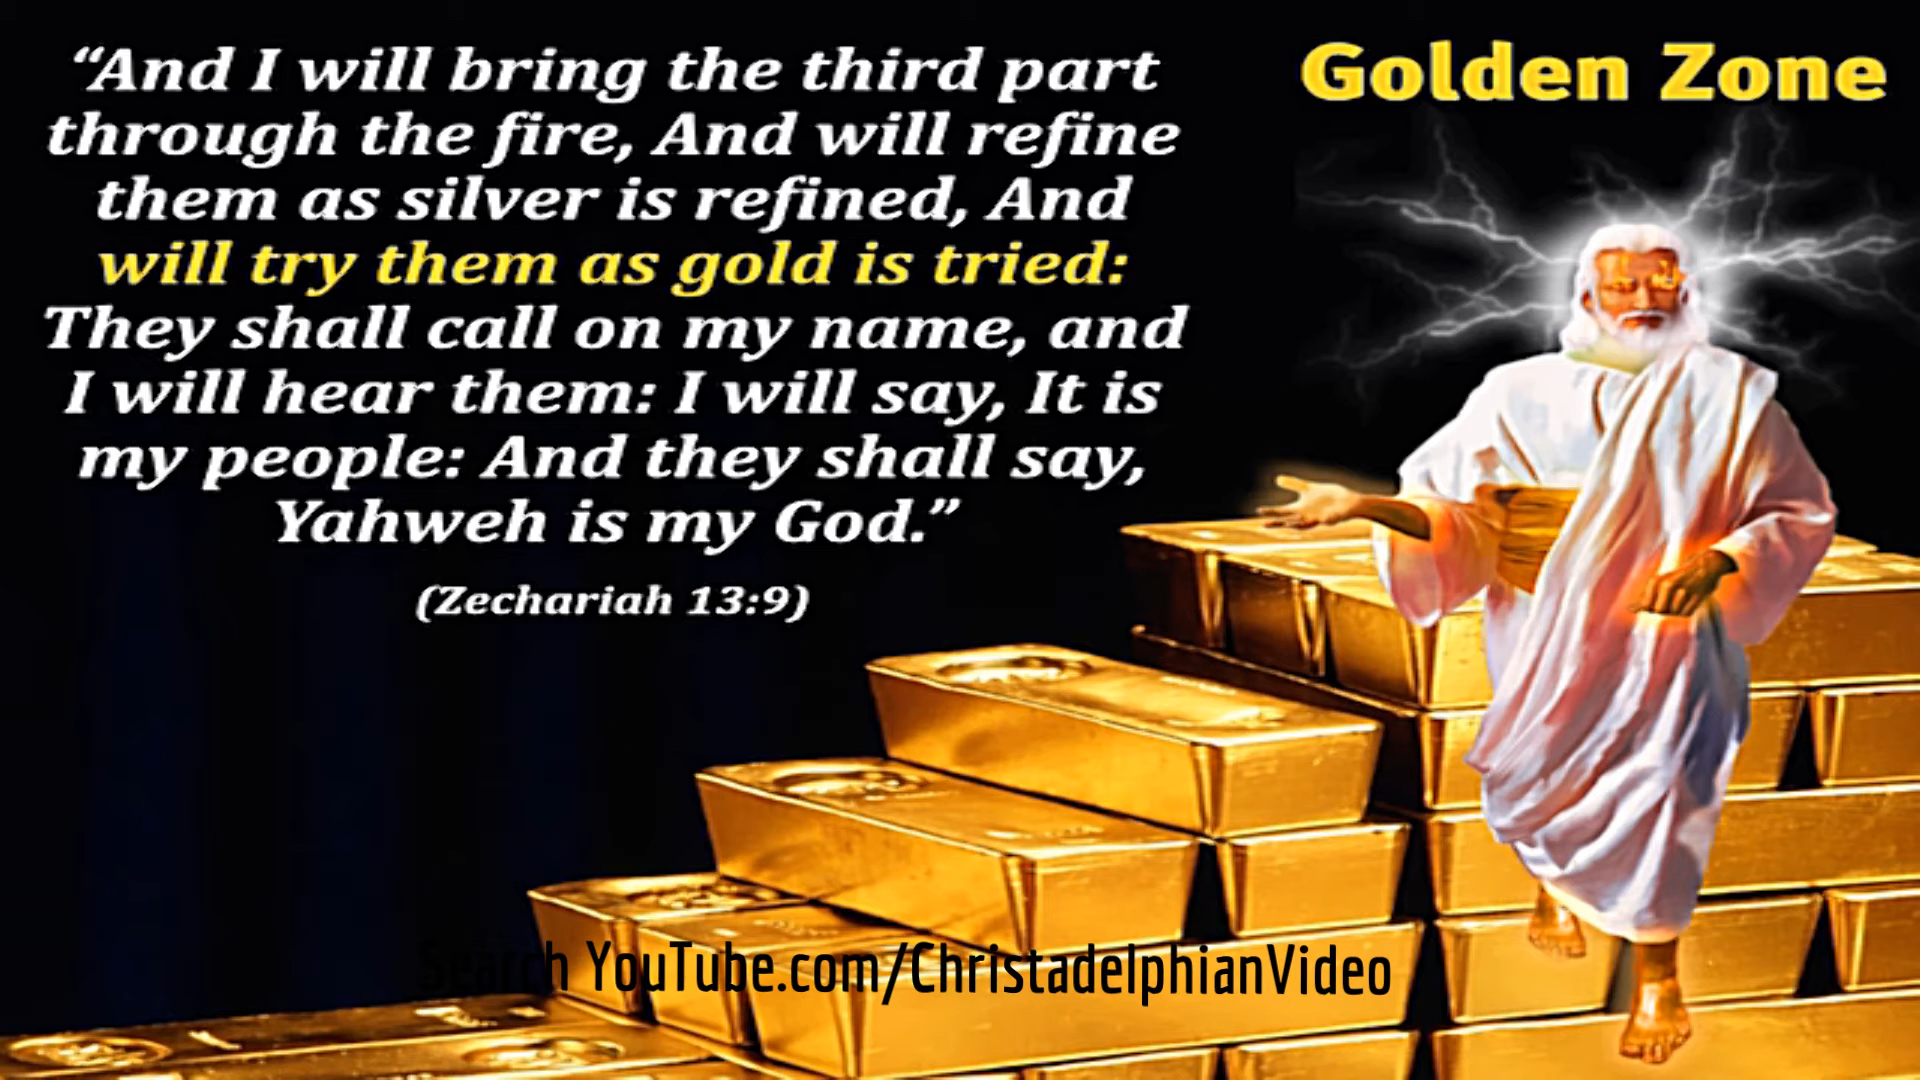 “And I will bring the third part
through the fire, And will refine
them as silver is refined, And
will try them as gold is tried:
They shall call on my name, and
I will hear them: I will say, It is
my people: And they shall say,
Yahweh is my God.”
(Zechariah 13:9)
Golden Zone
Search YouTube.com/ChristadelphianVideo